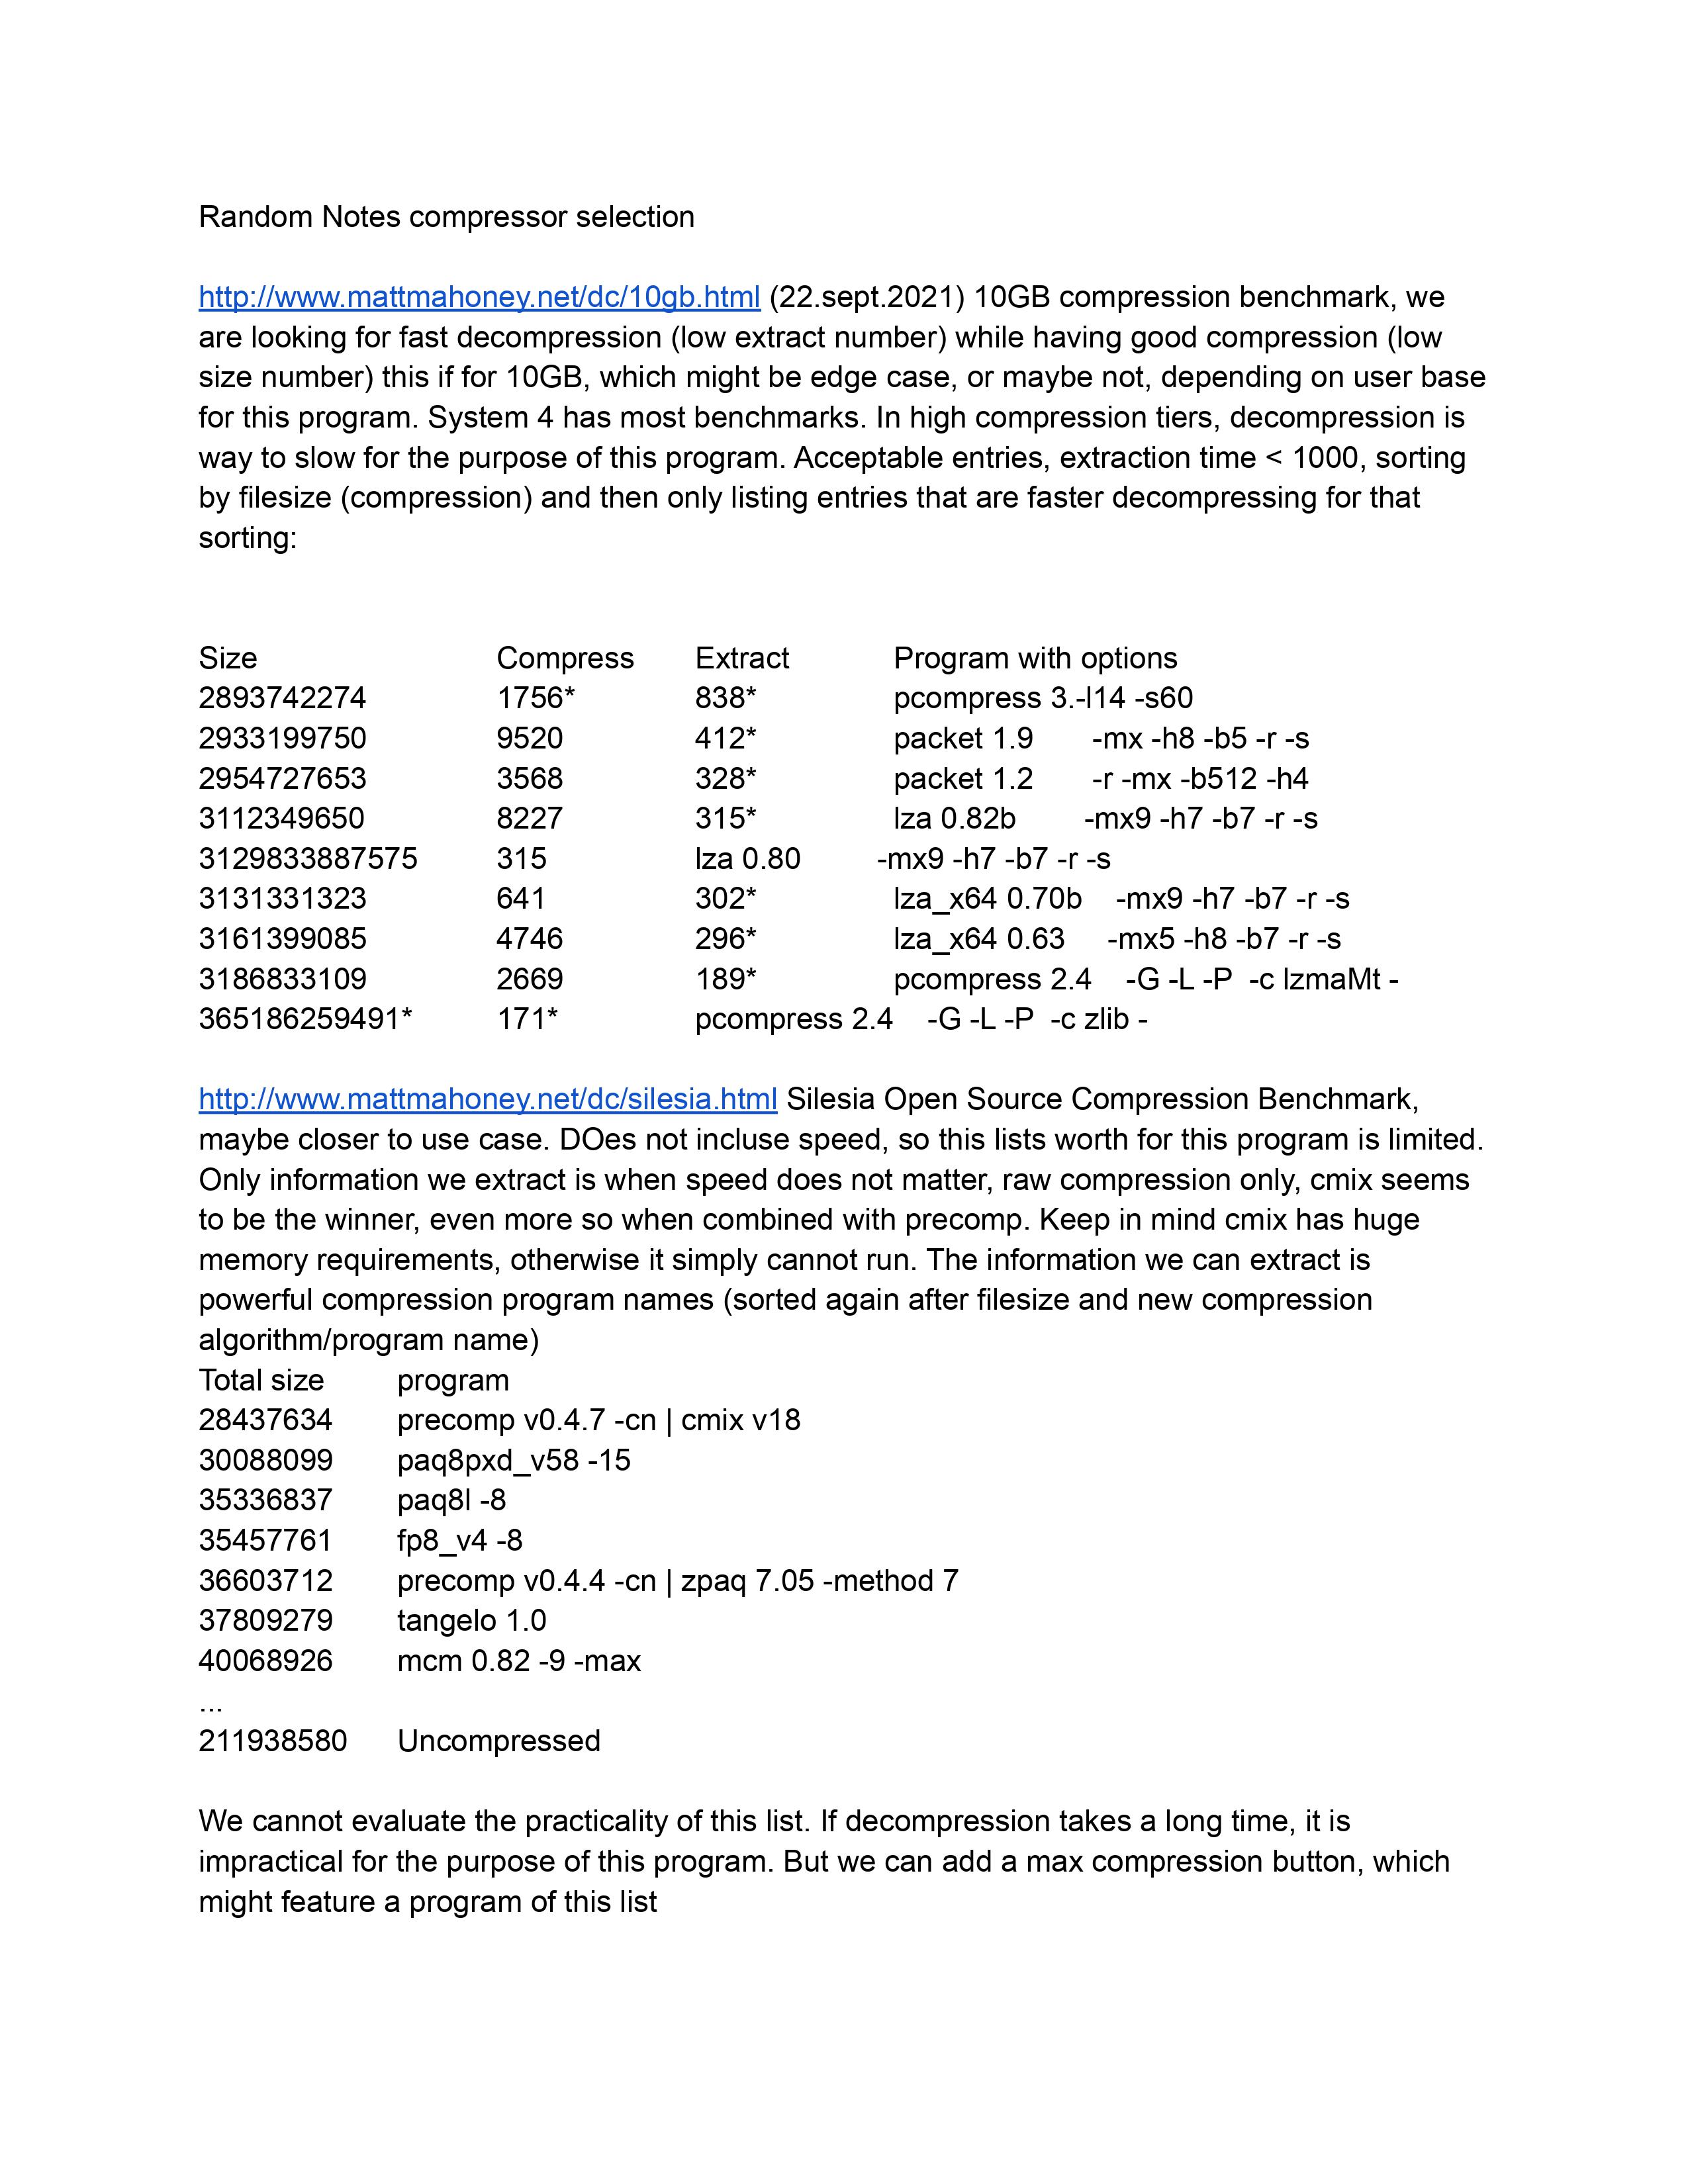 Random Notes compressor selection
http://www.mattmahoney.net/dc/10gb.html (22.sept.2021) 10GB compression benchmark, we
are looking for fast decompression (low extract number) while having good compression (low
size number) this if for 10GB, which might be edge case, or maybe not, depending on user base
for this program. System 4 has most benchmarks. In high compression tiers, decompression is
way to slow for the purpose of this program. Acceptable entries, extraction time < 1000, sorting
by filesize (compression) and then only listing entries that are faster decompressing for that
sorting:
Size Compress Extract Program with options
2893742274 1756* 838* pcompress 3.-l14 -s60
2933199750 9520 412* packet 1.9 -mx -h8 -b5 -r -s
2954727653 3568 328* packet 1.2 -r -mx -b512 -h4
3112349650 8227 315* lza 0.82b -mx9 -h7 -b7 -r -s
3129833887575 315 lza 0.80 -mx9 -h7 -b7 -r -s
3131331323 641 302* lza_x64 0.70b -mx9 -h7 -b7 -r -s
3161399085 4746 296* lza_x64 0.63 -mx5 -h8 -b7 -r -s
3186833109 2669 189* pcompress 2.4 -G -L -P -c lzmaMt -
365186259491* 171* pcompress 2.4 -G -L -P -c zlib -
http://www.mattmahoney.net/dc/silesia.html Silesia Open Source Compression Benchmark,
maybe closer to use case. DOes not incluse speed, so this lists worth for this program is limited.
Only information we extract is when speed does not matter, raw compression only, cmix seems
to be the winner, even more so when combined with precomp. Keep in mind cmix has huge
memory requirements, otherwise it simply cannot run. The information we can extract is
powerful compression program names (sorted again after filesize and new compression
algorithm/program name)
Total size program
28437634 precomp v0.4.7 -cn | cmix v18
30088099 paq8pxd_v58 -15
35336837 paq8l -8
35457761 fp8_v4 -8
36603712 precomp v0.4.4 -cn | zpaq 7.05 -method 7
37809279 tangelo 1.0
40068926 mcm 0.82 -9 -max
...
211938580 Uncompressed
We cannot evaluate the practicality of this list. If decompression takes a long time, it is
impractical for the purpose of this program. But we can add a max compression button, which
might feature a program of this list